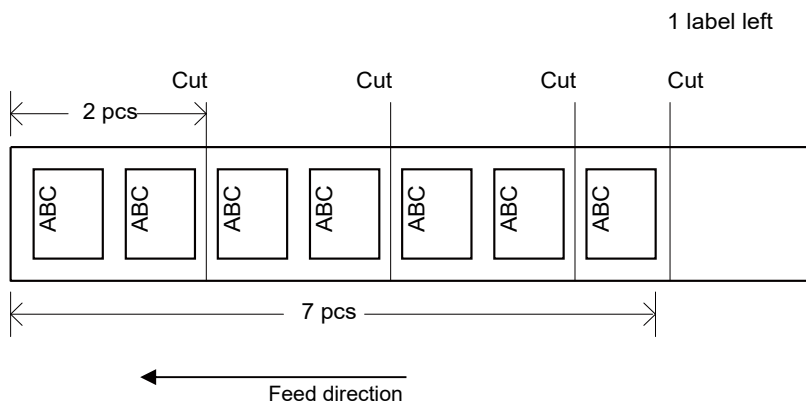 1 label left
Cut Cut Cut Cut
2 pcs
ABC ABC ABC ABC ABC ABC ABC
7 pcs
Feed direction